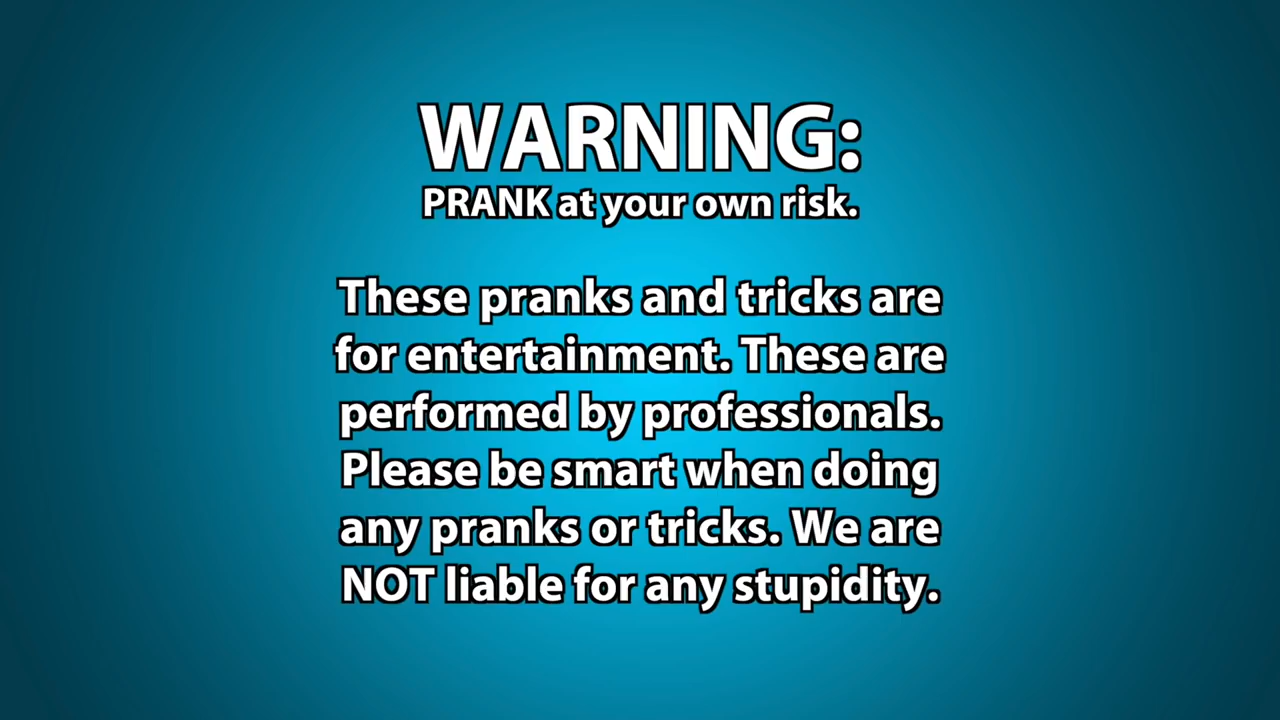 WARNING:
PRANK at your own risk.
These pranks and tricks are
for entertainment. These are
performed by professionals.
Please be smart when doing
any pranks or tricks. We are
NOT liable for any stupidity.